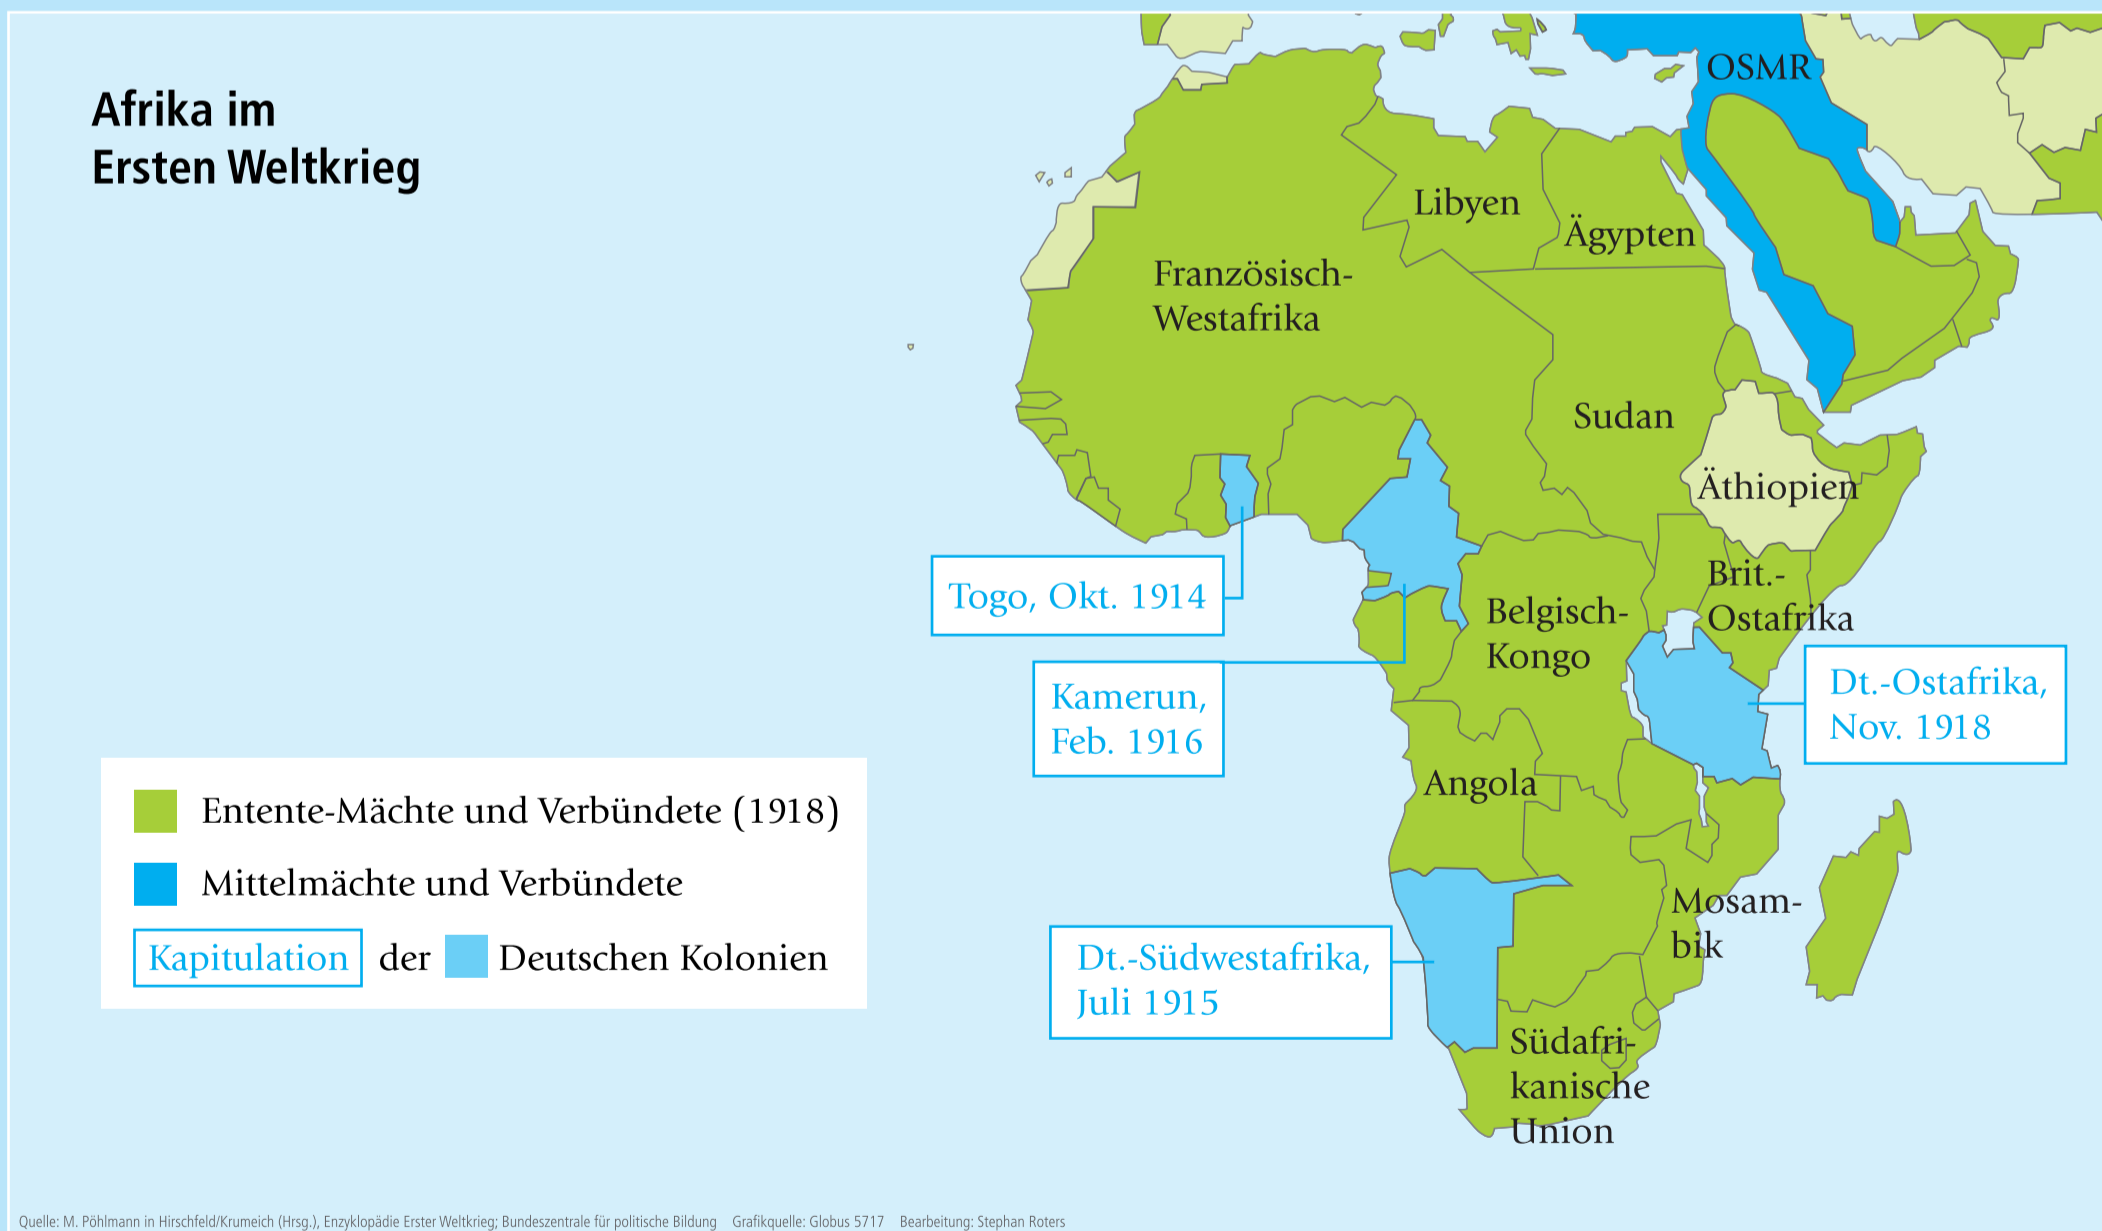 Afrika im
Ersten Weltkrieg
OSMR
Libyen
Ägypten
Französisch-
Westafrika
Sudan
Äthiopien
Togo, Okt. 1914
Brit.-
Ostafrika
Belgisch-
Kongo
Kamerun,
Feb. 1916
Dt.-Ostafrika,
Nov. 1918
Angola
Entente-Mächte und Verbündete (1918)
Mittelmächte und Verbündete
Kapitulation der Deutschen Kolonien
Mosam-
bik
Dt.-Südwestafrika,
Juli 1915
Südafri-
kanische
Union
Quelle: M. Pöhlmann in Hirschfeld/Krumeich (Hrsg.), Enzyklopädie Erster Weltkrieg; Bundeszentrale für politische Bildung Grafikquelle: Globus 5717 Bearbeitung: Stephan Roters